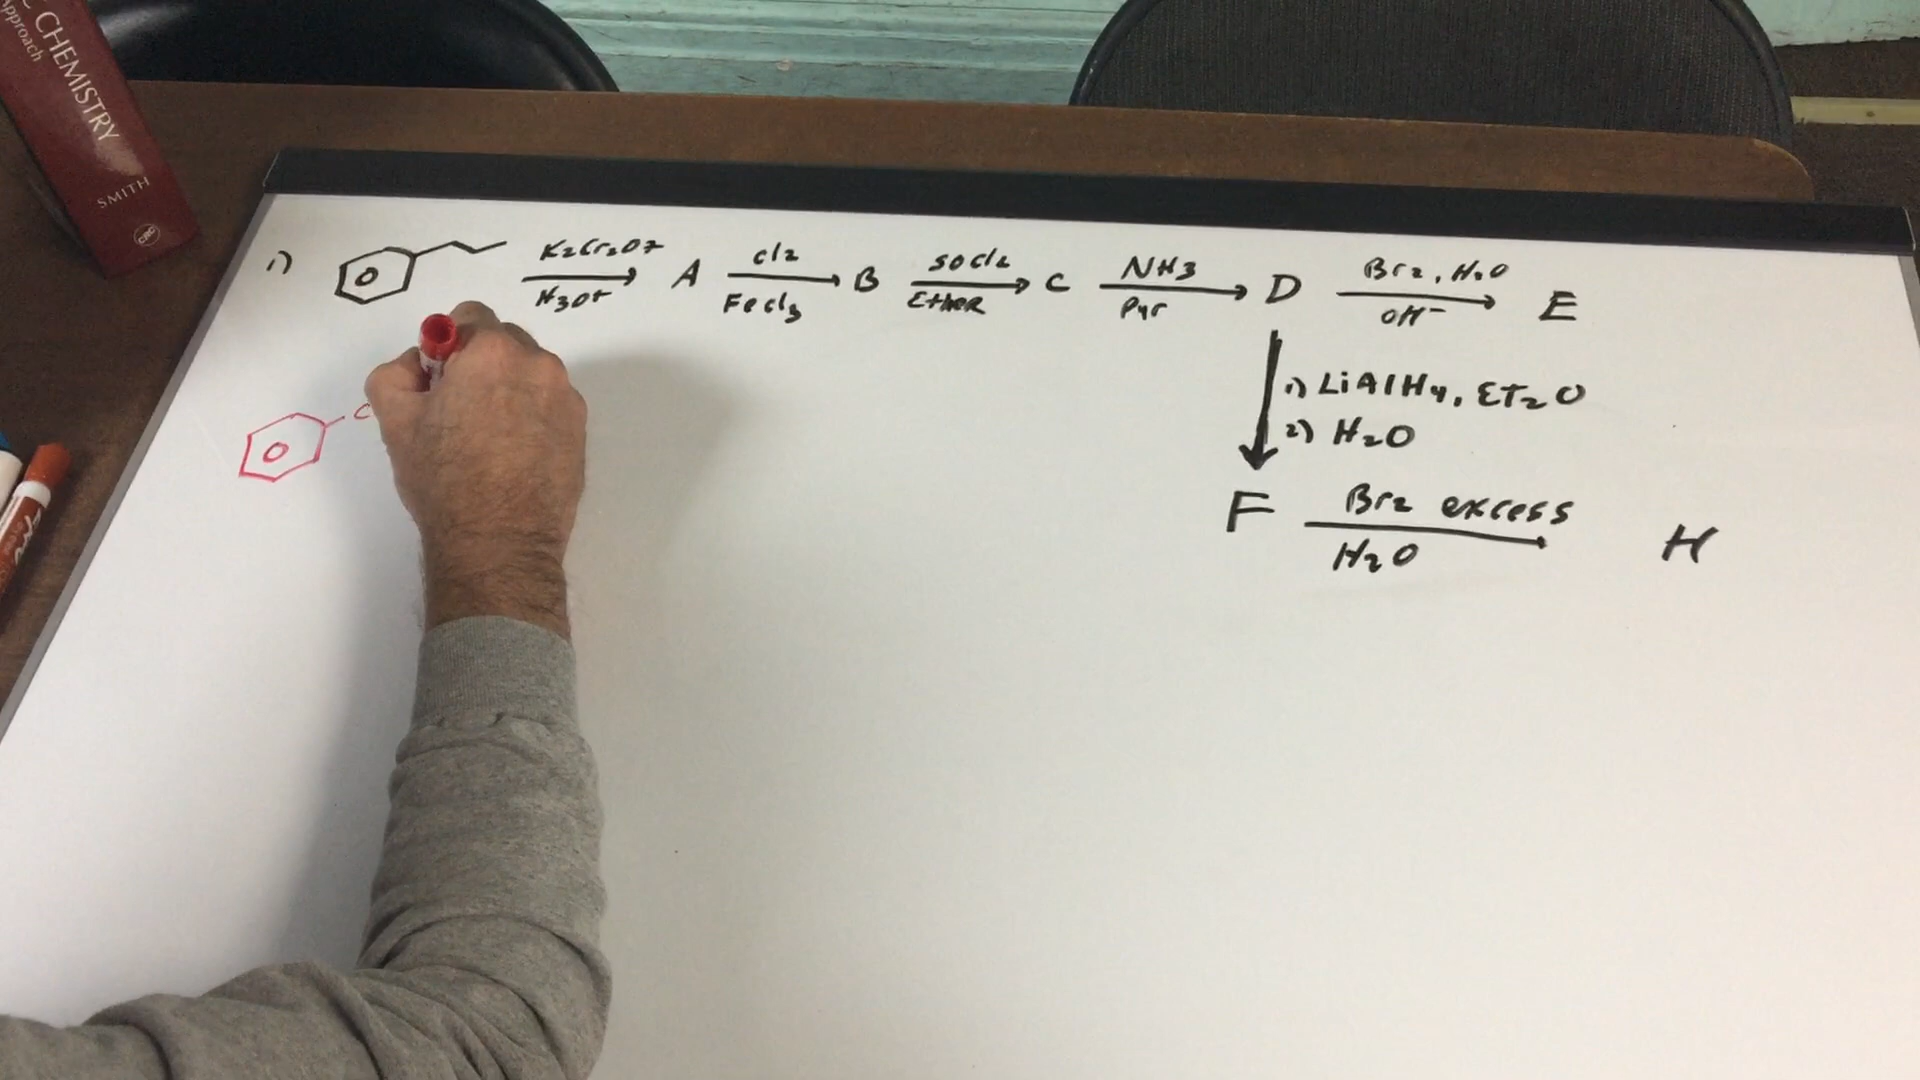 C CHEMISTRY
Approach
SMITH
CRC
1) K2Cr2O7 H3O+ A Cl2 FeCl3 B SOCl2 Ether C NH3 Pyr D Br2, H2O OH- E
1) LiAlH4, ET2O
2) H2O
F Br2 excess H2O H
C